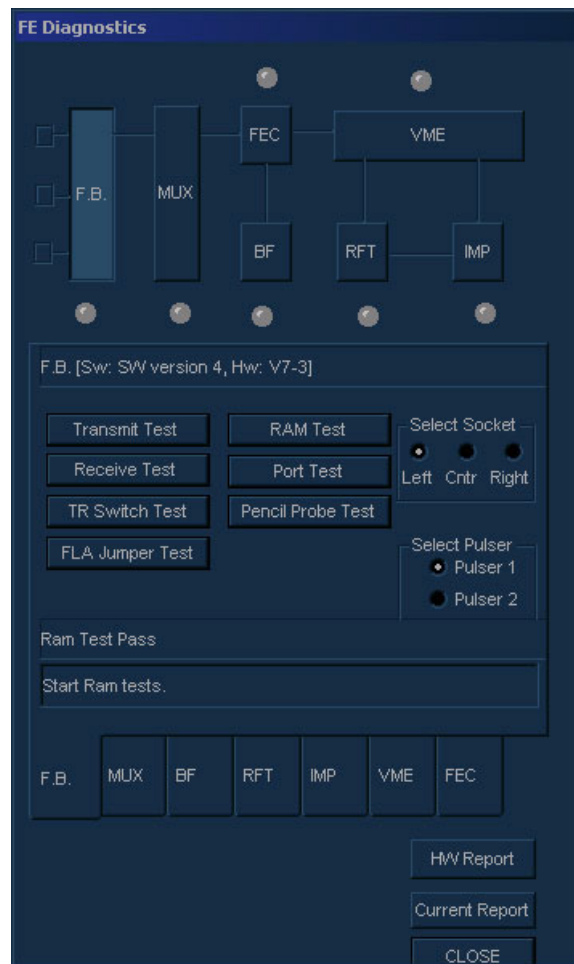 FE Diagnostics
FEC
VME
F.B.
MUX
BF
RFT
IMP
F.B. [Sw: SW version 4, Hw: V7-3]
Transmit Test
RAM Test
Select Socket
Receive Test
Port Test
Left Cntr Right
TR Switch Test
Pencil Probe Test
FLA Jumper Test
Select Pulser
Pulser 1
Pulser 2
Ram Test Pass
Start Ram tests.
F.B. MUX BF RFT IMP VME FEC
HW Report
Current Report
CLOSE